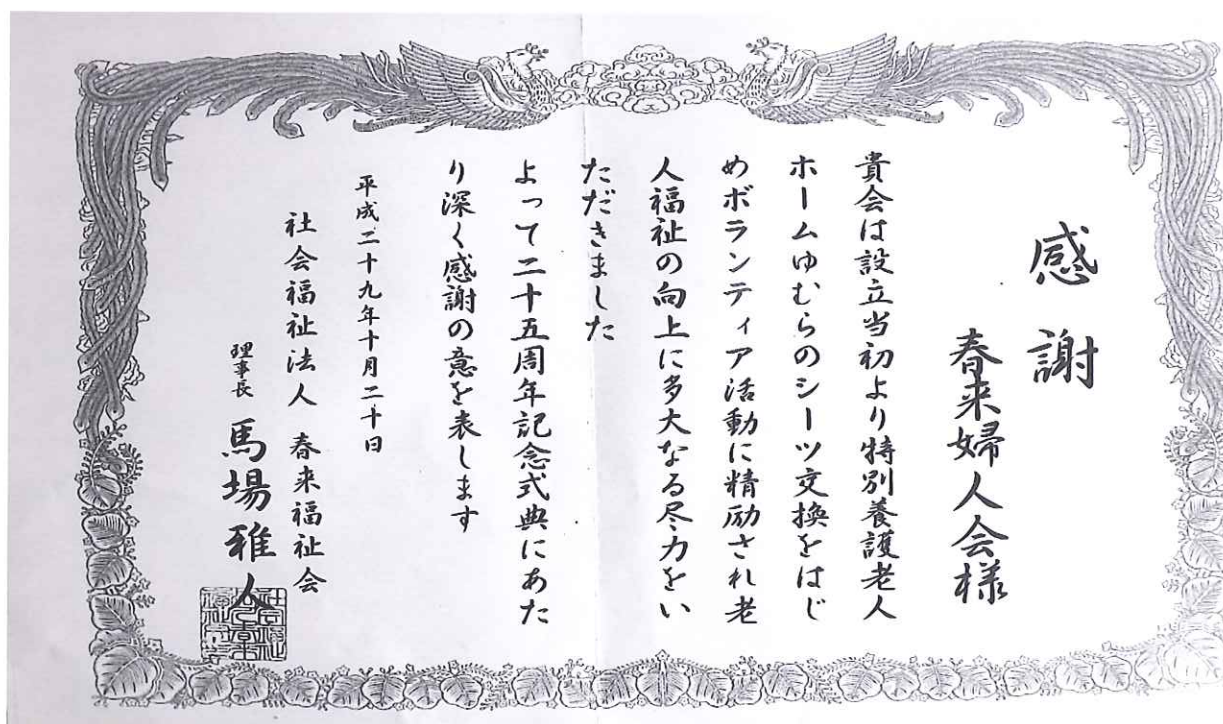 感謝
春来婦人会様
貴会は設立当初より特別養護老人
ホームゆむらのシーツ交換をはじ
めボランティア活動に精励され老
人福祉の向上に多大なる尽力をい
ただきました
よって二十五周年記念式典にあた
り深く感謝の意を表します
平成二十九年十月二十日
社会福祉法人 春来福祉会
理事長 馬場雅人